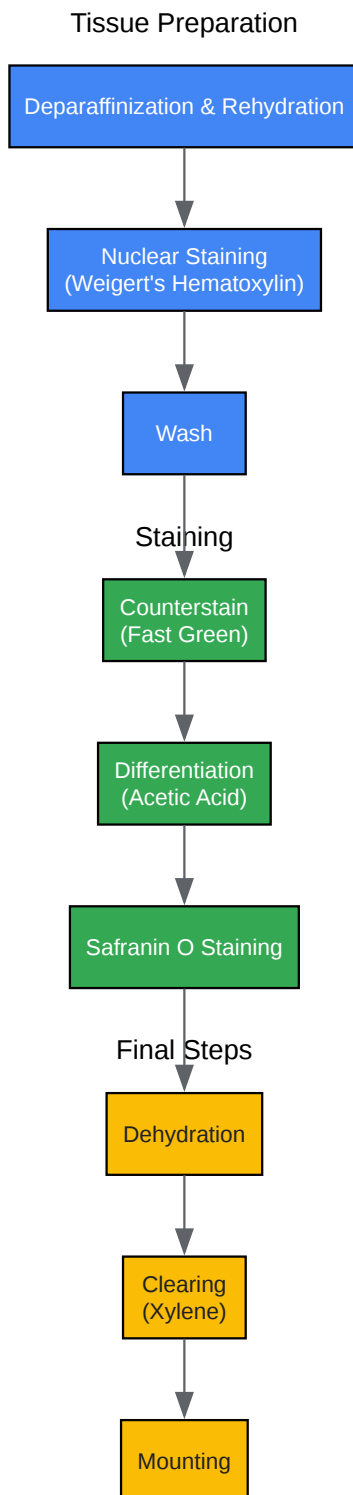 Tissue Preparation
Deparaffinization & Rehydration
Nuclear Staining
(Weigert's Hematoxylin)
Wash
Staining
Counterstain
(Fast Green)
Differentiation
(Acetic Acid)
Safranin O Staining
Final Steps
Dehydration
Clearing
(Xylene)
Mounting